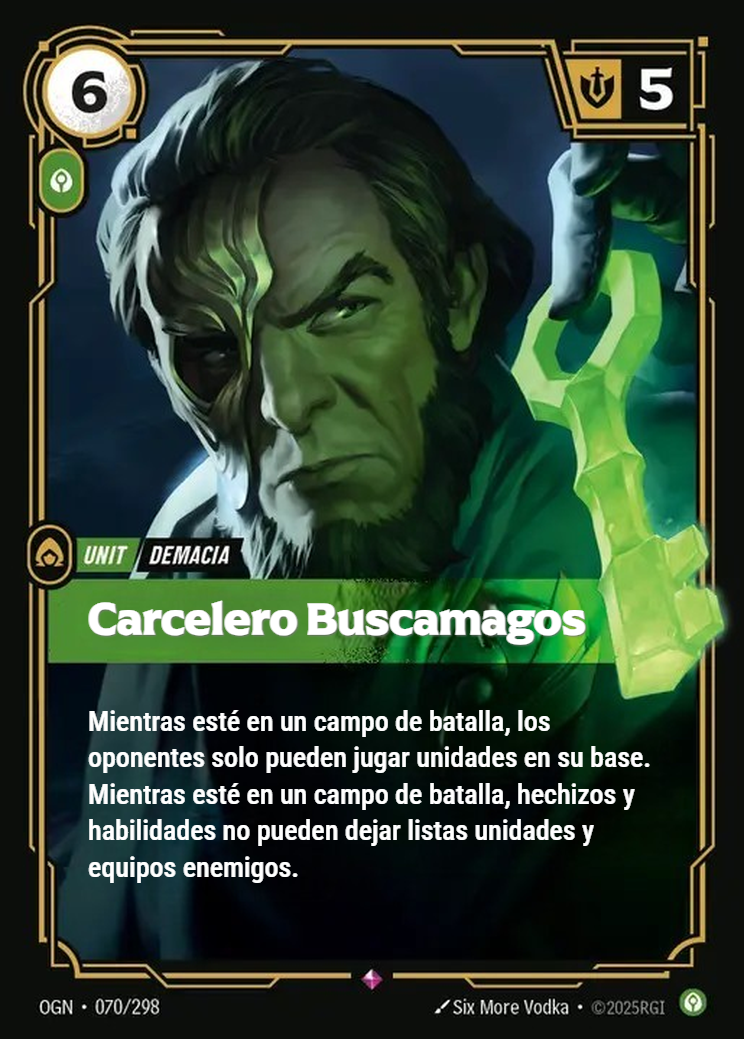 6
5
UNIT DEMACIA
Carcelero Buscamagos
Mientras esté en un campo de batalla, los
oponentes solo pueden jugar unidades en su base.
Mientras esté en un campo de batalla, hechizos y
habilidades no pueden dejar listas unidades y
equipos enemigos.
OGN • 070/298
Six More Vodka • ©2025RGI